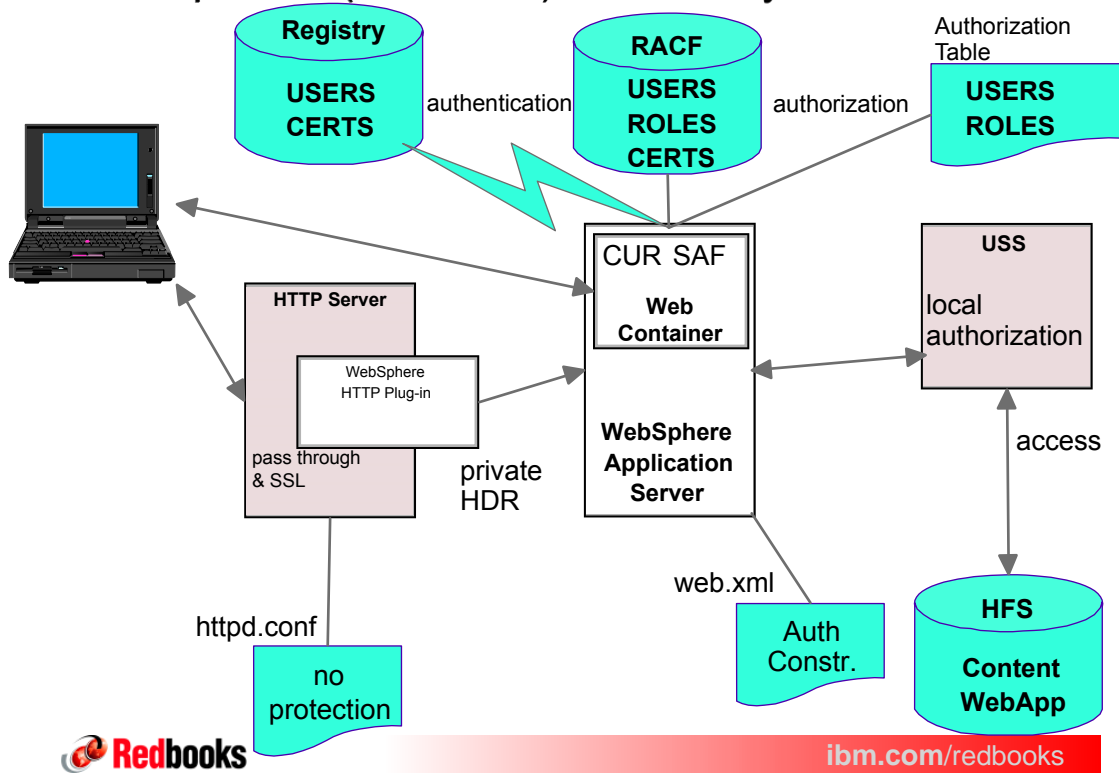 Registry
USERS
CERTS
authentication
RACF
USERS
ROLES
CERTS
authorization
Authorization
Table
USERS
ROLES
CUR SAF
Web
Container
WebSphere
Application
Server
USS
local
authorization
HTTP Server
WebSphere
HTTP Plug-in
pass through
& SSL
private
HDR
access
web.xml
Auth
Constr.
HFS
Content
WebApp
httpd.conf
no
protection
Redbooks
ibm.com/redbooks